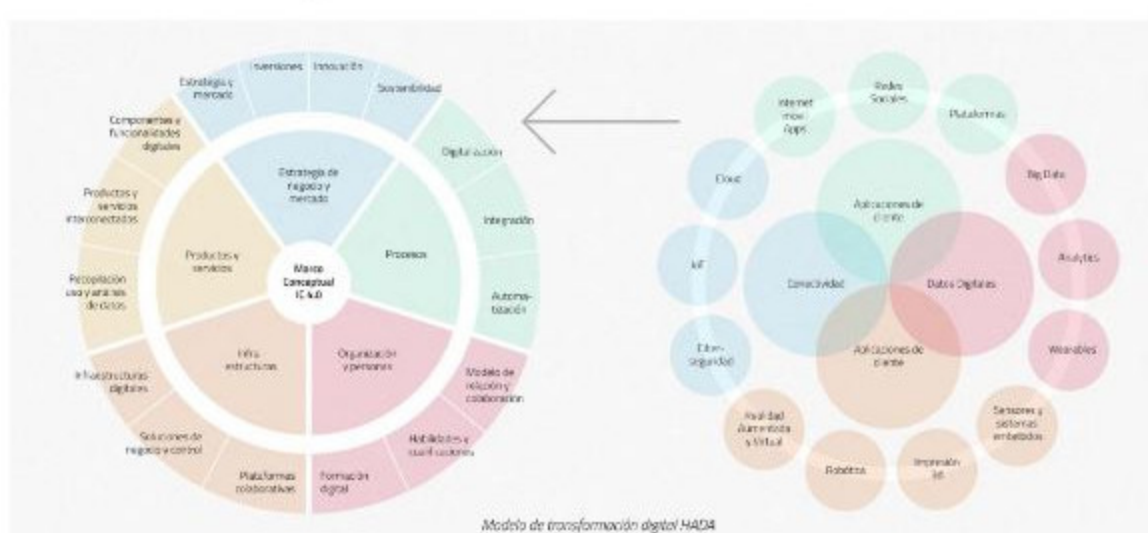 Inversiones
Innovación
Estrategia y
mercado
Sostenibilidad
Componentes y
funcionalidades
digitales
Digitalización
Estrategia de
negocio y
mercado
Productos y
servicios
interconectados
Integración
Productos y
servicios
Procesos
Marco
Conceptual
IC 4.0
Recopilación
uso y análisis
de datos
Automa-
tización
Infra
estructuras
Organización
y personas
Infraestructuras
digitales
Modelo de
relación y
colaboración
Soluciones de
negocio y control
Habilidades y
cualificaciones
Plataformas
colaborativas
Formación
digital
Redes
Sociales
Internet
movil
Apps
Plataformas
Cloud
Big Data
Aplicaciones de
cliente
IoT
Analytics
Conectividad
Datos Digitales
Ciber-
seguridad
Aplicaciones de
cliente
Wearables
Realidad
Aumentada
y Virtual
Sensores y
sistemas
embebidos
Robótica
Impresión
3D
Modelo de transformación digital HADA